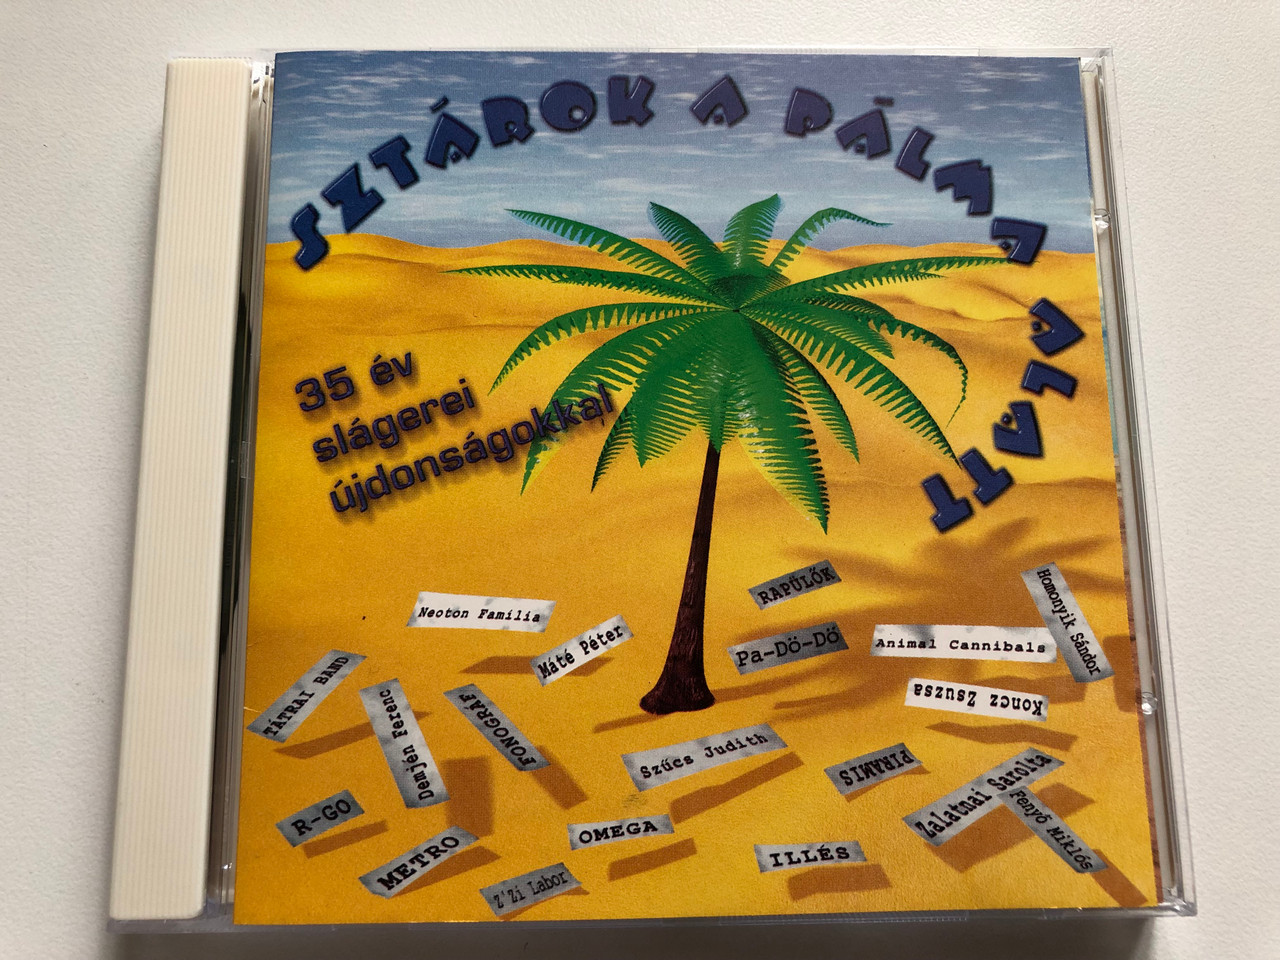 SZTÁROK A PÁLMA ALATT
35 év
slágerei
újdonságokkal
RAPÜLŐK
Neoton Família
Máté Péter
Pa-Dö-Dö
Animal Cannibals
Homonyik Sándor
Koncz Zsuzsa
TÁTRAI BAND
Demjén Ferenc
FONOGRÁF
Szűcs Judith
PIRAMIS
Zalatnai Sarolta
Fenyő Miklós
R-GO
METRO
OMEGA
ILLÉS
Z'Zi Labor